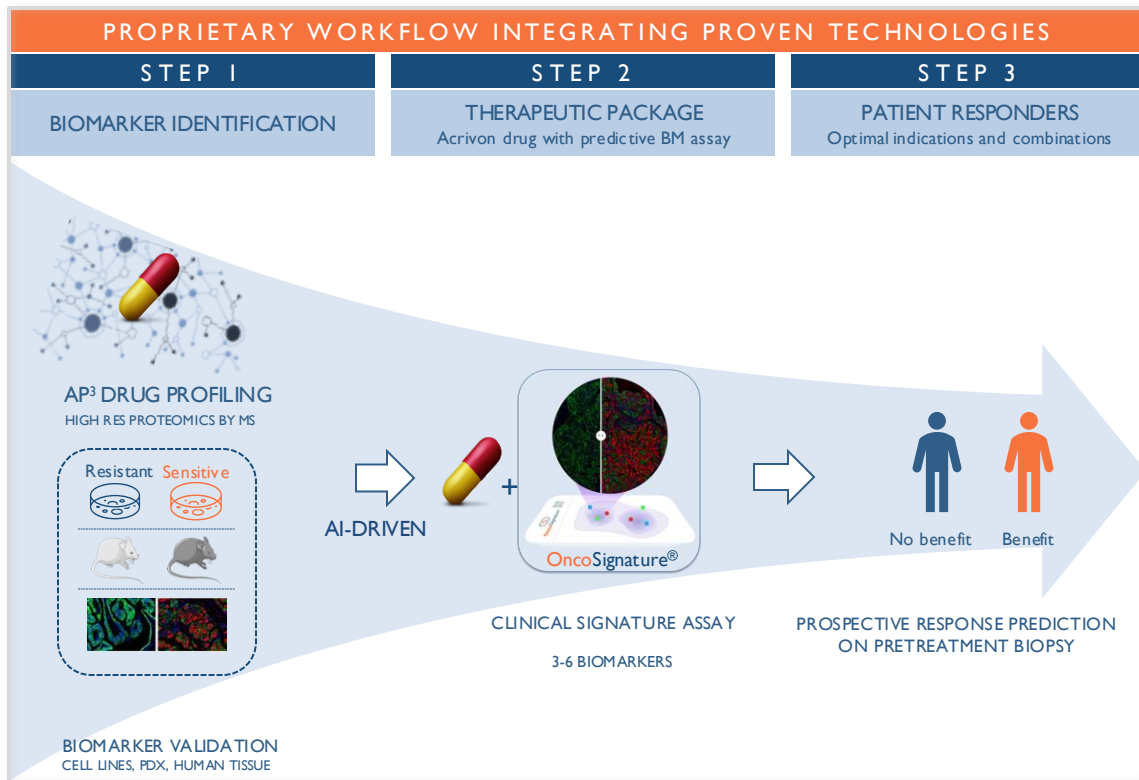 PROPRIETARY WORKFLOW INTEGRATING PROVEN TECHNOLOGIES
STEP 1
BIOMARKER IDENTIFICATION
STEP 2
THERAPEUTIC PACKAGE
Acrivon drug with predictive BM assay
STEP 3
PATIENT RESPONDERS
Optimal indications and combinations
AP³ DRUG PROFILING
HIGH RES PROTEOMICS BY MS
Resistant Sensitive
BIOMARKER VALIDATION
CELL LINES, PDX, HUMAN TISSUE
AI-DRIVEN
+
OncoSignature®
CLINICAL SIGNATURE ASSAY
3-6 BIOMARKERS
No benefit Benefit
PROSPECTIVE RESPONSE PREDICTION
ON PRETREATMENT BIOPSY